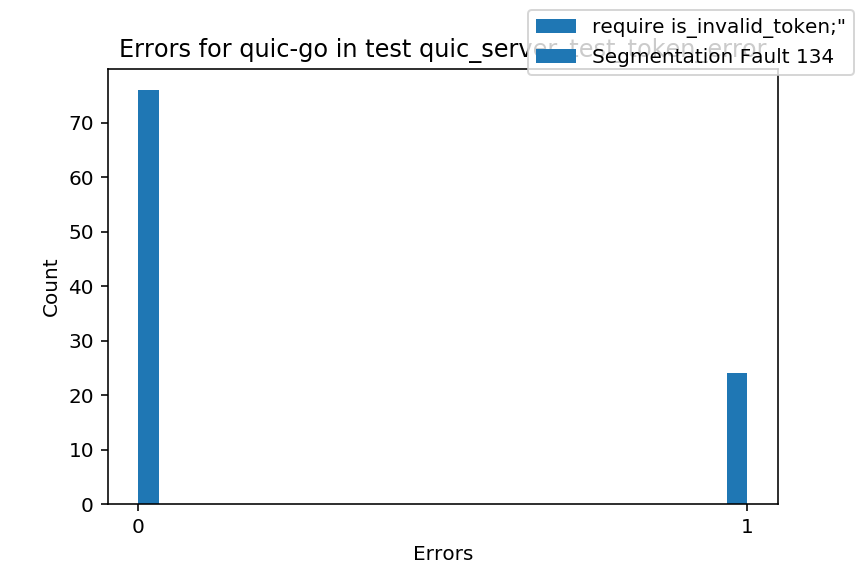 Errors for quic-go in test quic_server_test_token_error
require is_invalid_token;"
Segmentation Fault 134
70
60
50
40
30
20
10
0
Count
0 1
Errors